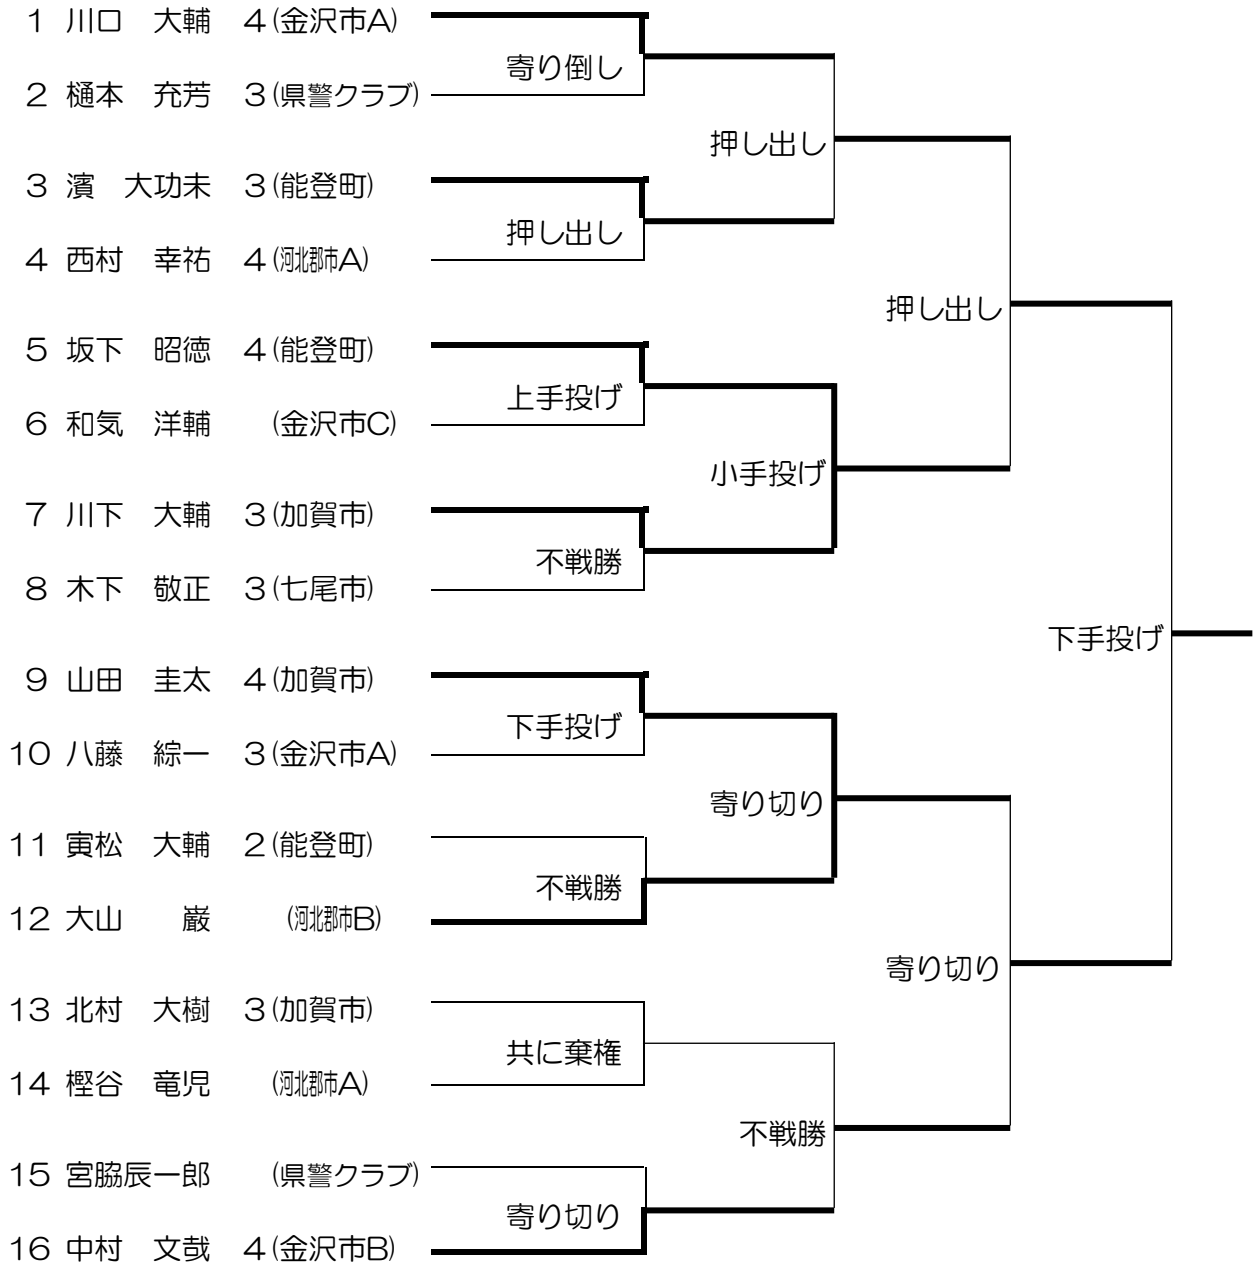 1 川口 大輔 4(金沢市A)
寄り倒し
2 樋本 充芳 3(県警クラブ)
押し出し
3 濱 大功未 3(能登町)
押し出し
4 西村 幸祐 4(河北郡市A)
押し出し
5 坂下 昭徳 4(能登町)
上手投げ
6 和気 洋輔 (金沢市C)
小手投げ
7 川下 大輔 3(加賀市)
不戦勝
8 木下 敬正 3(七尾市)
下手投げ
9 山田 圭太 4(加賀市)
下手投げ
10 八藤 綜一 3(金沢市A)
寄り切り
11 寅松 大輔 2(能登町)
不戦勝
12 大山 巌 (河北郡市B)
寄り切り
13 北村 大樹 3(加賀市)
共に棄権
14 樫谷 竜児 (河北郡市A)
不戦勝
15 宮脇辰一郎 (県警クラブ)
寄り切り
16 中村 文哉 4(金沢市B)